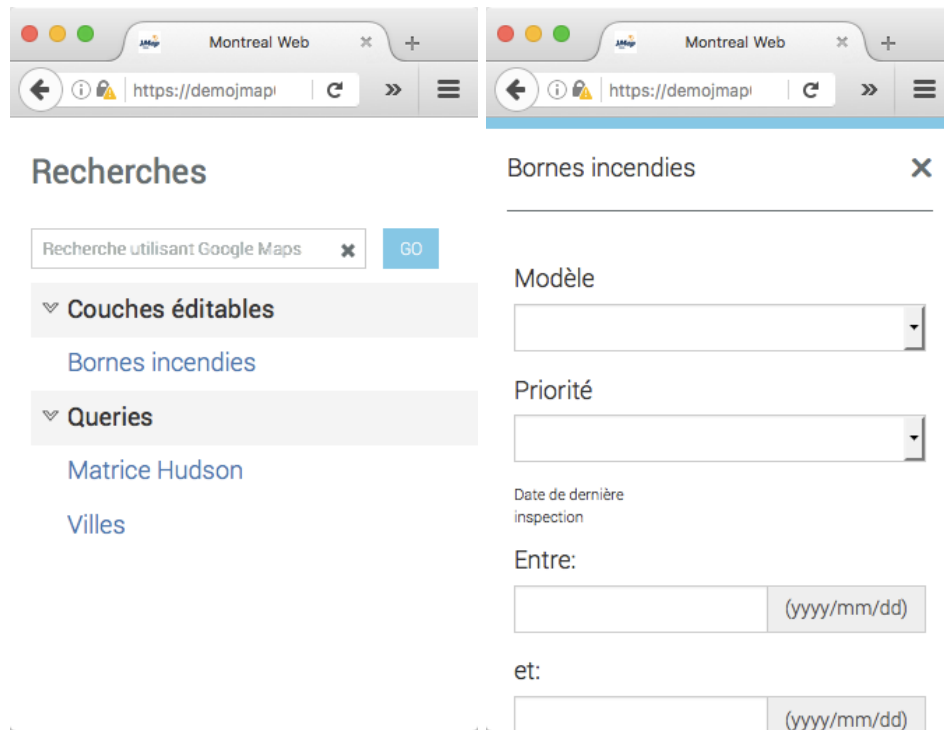 Montreal Web
https://demojmap
Recherches
Recherche utilisant Google Maps
GO
Couches éditables
Bornes incendies
Queries
Matrice Hudson
Villes
Montreal Web
https://demojmap
Bornes incendies
Modèle
Priorité
Date de dernière
inspection
Entre:
(yyyy/mm/dd)
et:
(yyyy/mm/dd)